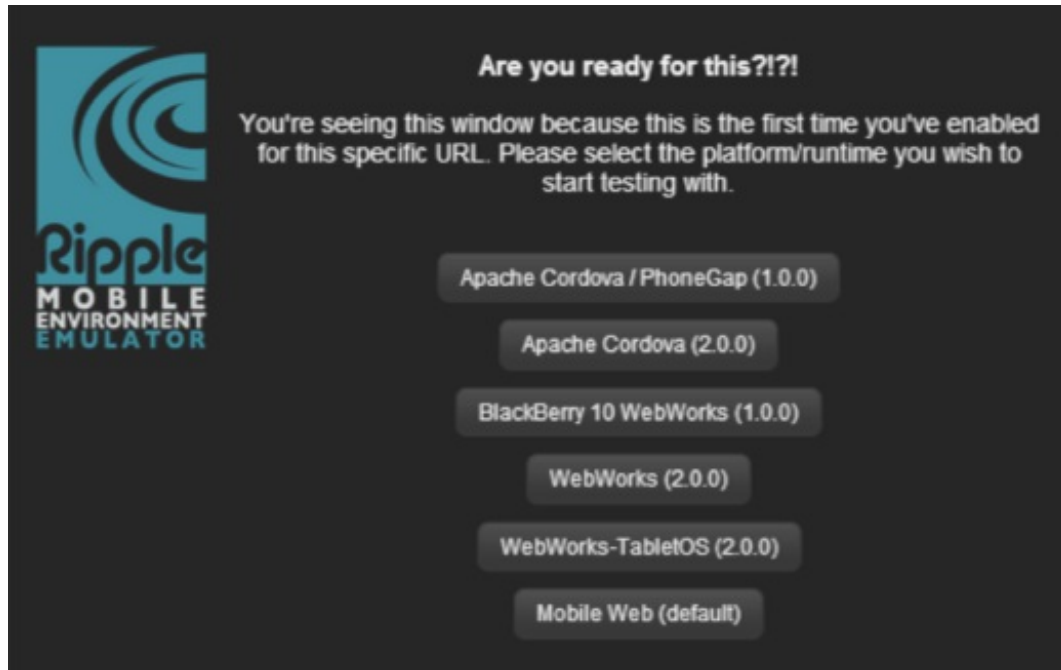 Are you ready for this?!?!
You're seeing this window because this is the first time you've enabled
for this specific URL. Please select the platform/runtime you wish to
start testing with.
Ripple
MOBILE
ENVIRONMENT
EMULATOR
Apache Cordova / PhoneGap (1.0.0)
Apache Cordova (2.0.0)
BlackBerry 10 WebWorks (1.0.0)
WebWorks (2.0.0)
WebWorks-TabletOS (2.0.0)
Mobile Web (default)